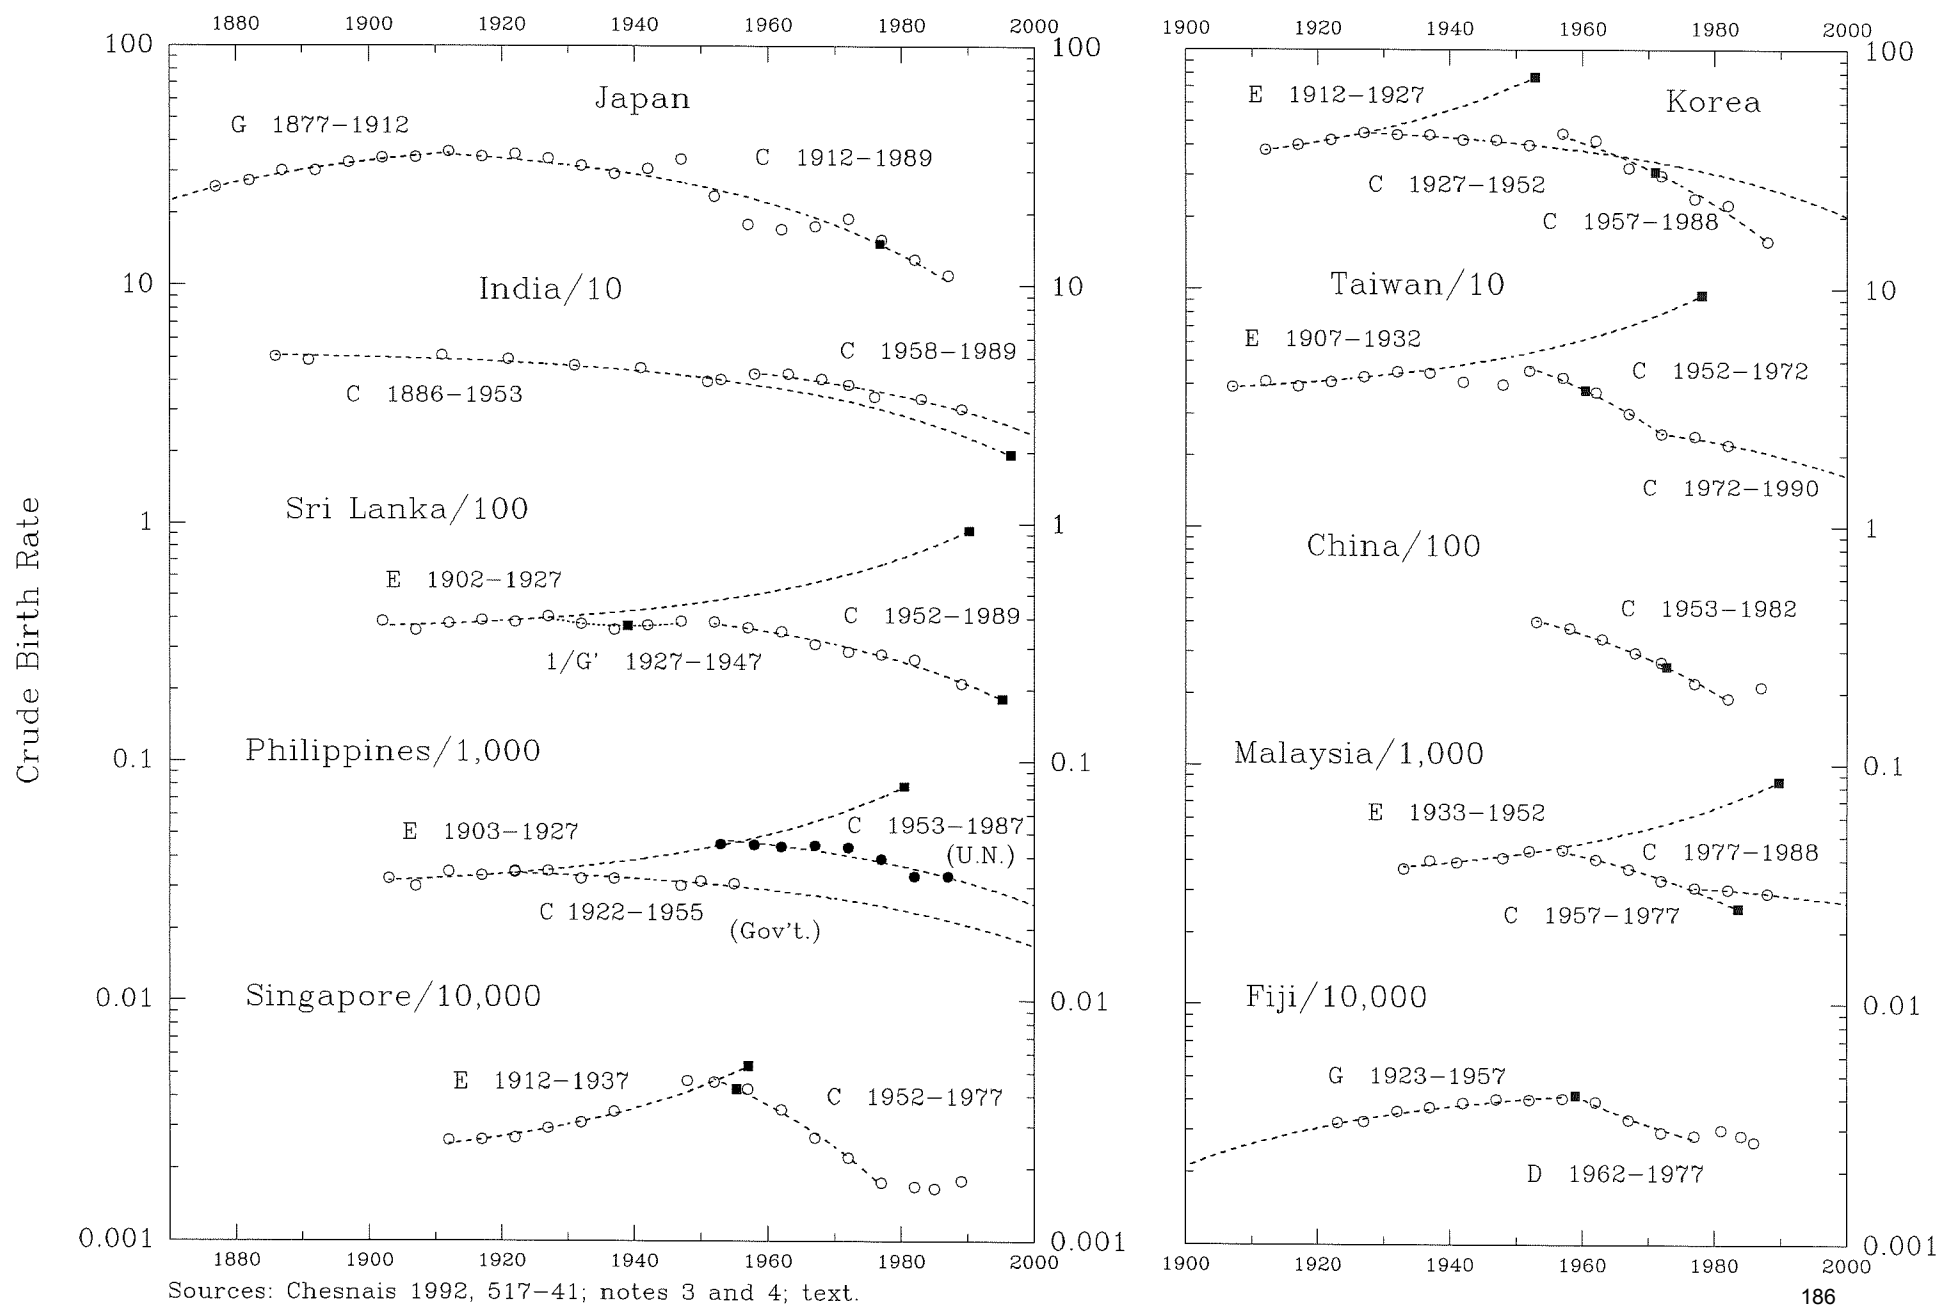 1880 1900 1920 1940 1960 1980 2000
100 100
Japan
G 1877–1912
C 1912–1989
10 10
India/10
C 1958–1989
C 1886–1953
Sri Lanka/100
1 1
E 1902–1927
C 1952–1989
1/G' 1927–1947
Philippines/1,000
0.1 0.1
E 1903–1927
C 1953–1987
(U.N.)
C 1922–1955
(Gov't.)
Singapore/10,000
0.01 0.01
E 1912–1937
C 1952–1977
0.001 0.001
1880 1900 1920 1940 1960 1980 2000
Crude Birth Rate
1900 1920 1940 1960 1980 2000
100
E 1912–1927
Korea
C 1927–1952
C 1957–1988
Taiwan/10
10
E 1907–1932
C 1952–1972
C 1972–1990
1
China/100
C 1953–1982
Malaysia/1,000
0.1
E 1933–1952
C 1977–1988
C 1957–1977
Fiji/10,000
0.01
G 1923–1957
D 1962–1977
0.001
1900 1920 1940 1960 1980 2000
Sources: Chesnais 1992, 517–41; notes 3 and 4; text.
186